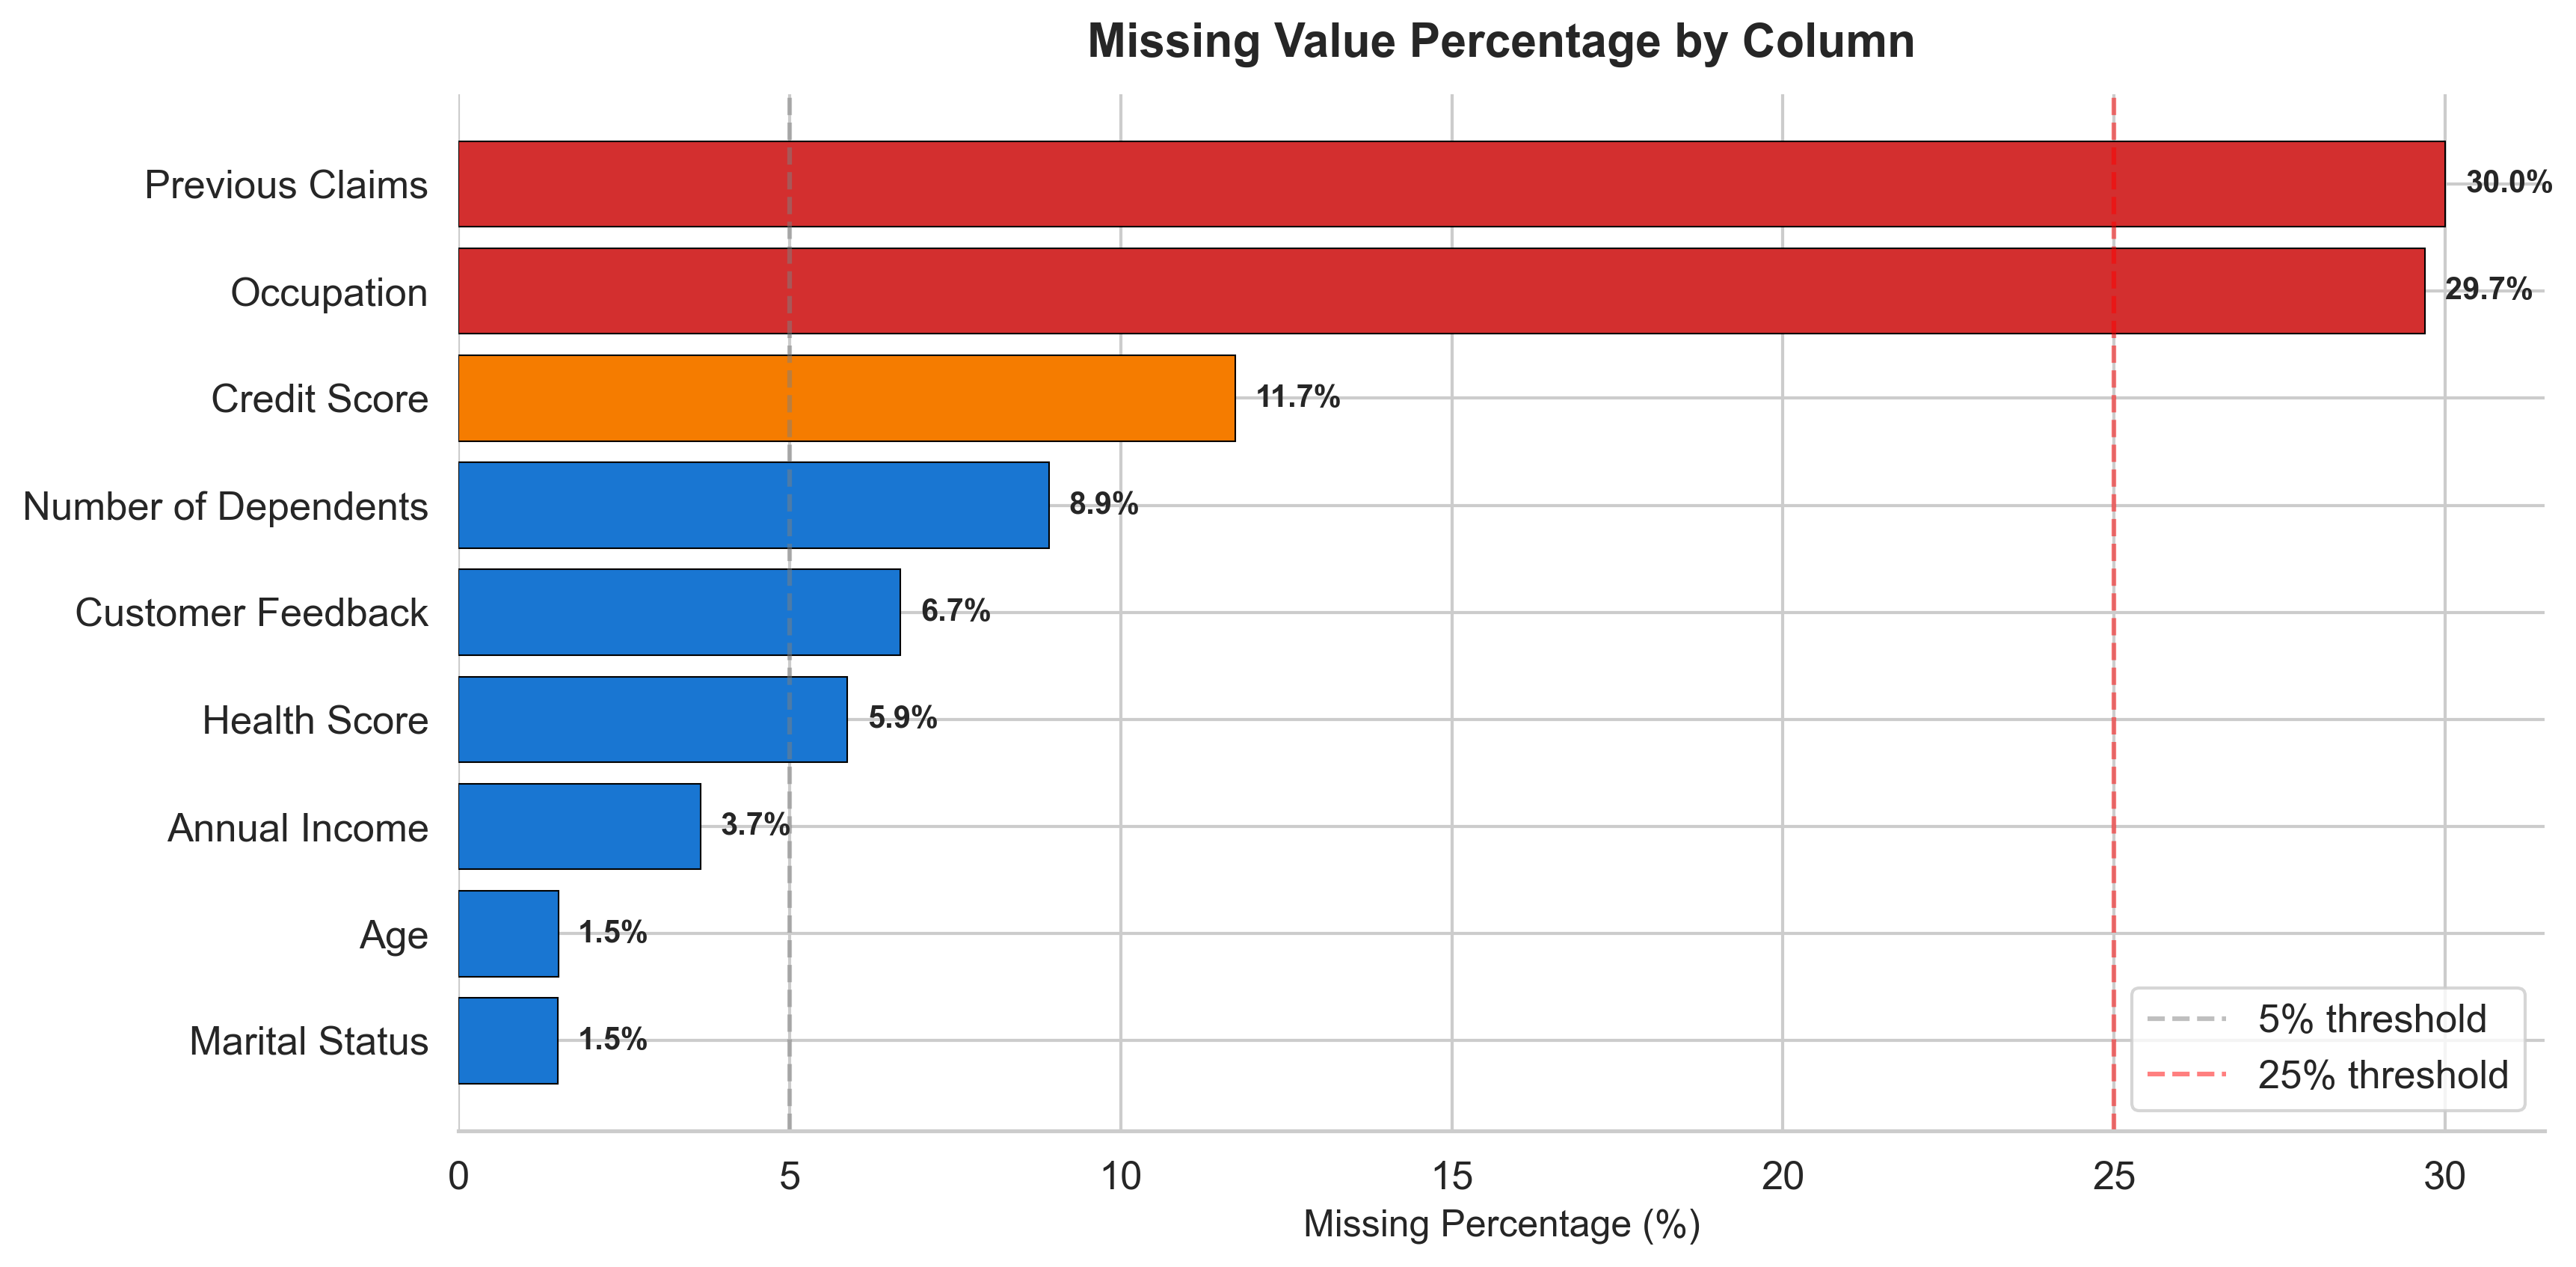 Missing Value Percentage by Column
Previous Claims
30.0%
Occupation
29.7%
Credit Score
11.7%
Number of Dependents
8.9%
Customer Feedback
6.7%
Health Score
5.9%
Annual Income
3.7%
Age
1.5%
Marital Status
1.5%
5% threshold
25% threshold
0 5 10 15 20 25 30
Missing Percentage (%)